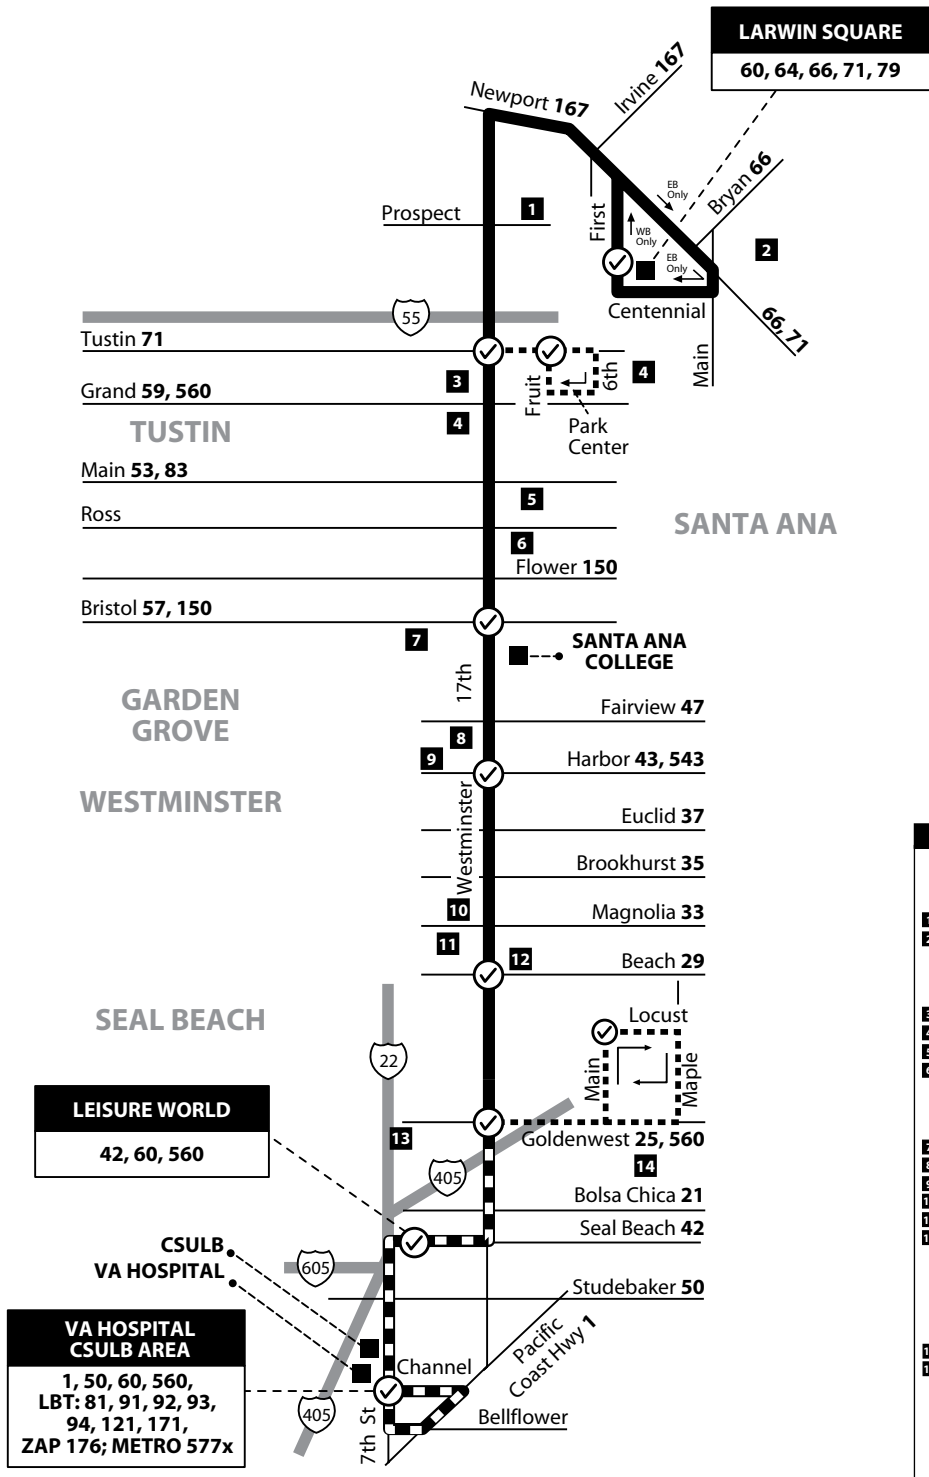 LARWIN SQUARE
60, 64, 66, 71, 79
Newport 167
Irvine 167
Bryan 66
EB
Only
Prospect
1
First
WB
Only
EB
Only
2
Centennial
66, 71
Main
55
Tustin 71
3
Fruit
6th
4
Grand 59, 560
4
Park
Center
TUSTIN
Main 53, 83
5
Ross
SANTA ANA
6
Flower 150
Bristol 57, 150
7
SANTA ANA
COLLEGE
17th
GARDEN
GROVE
Fairview 47
8
9
Harbor 43, 543
WESTMINSTER
Westminster
Euclid 37
Brookhurst 35
10
Magnolia 33
11
12
Beach 29
SEAL BEACH
Locust
22
Main
Maple
LEISURE WORLD
42, 60, 560
13
Goldenwest 25, 560
14
405
Bolsa Chica 21
Seal Beach 42
CSULB
VA HOSPITAL
605
Studebaker 50
VA HOSPITAL
CSULB AREA
1, 50, 60, 560,
LBT: 81, 91, 92, 93,
94, 121, 171,
ZAP 176; METRO 577x
Pacific
Coast Hwy 1
Channel
405
7th St
Bellflower